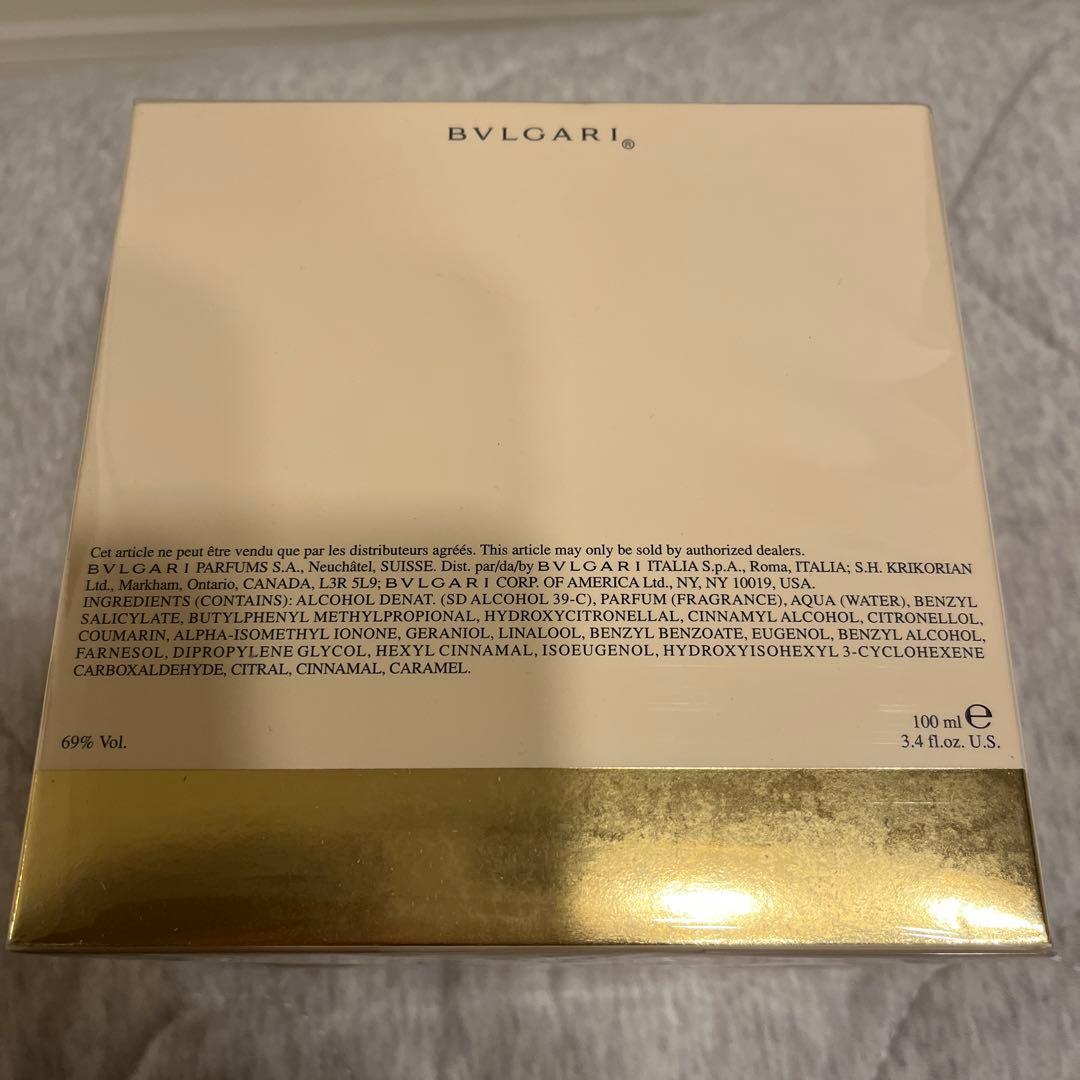 BVLGARI®
Cet article ne peut être vendu que par les distributeurs agréés. This article may only be sold by authorized dealers.
BVLGARI PARFUMS S.A., Neuchâtel, SUISSE. Dist. par/da/by BVLGARI ITALIA S.p.A., Roma, ITALIA; S.H. KRIKORIAN
Ltd., Markham, Ontario, CANADA, L3R 5L9; BVLGARI CORP. OF AMERICA Ltd., NY, NY 10019, USA.
INGREDIENTS (CONTAINS): ALCOHOL DENAT. (SD ALCOHOL 39-C), PARFUM (FRAGRANCE), AQUA (WATER), BENZYL
SALICYLATE, BUTYLPHENYL METHYLPROPIONAL, HYDROXYCITRONELLAL, CINNAMYL ALCOHOL, CITRONELLOL,
COUMARIN, ALPHA-ISOMETHYL IONONE, GERANIOL, LINALOOL, BENZYL BENZOATE, EUGENOL, BENZYL ALCOHOL,
FARNESOL, DIPROPYLENE GLYCOL, HEXYL CINNAMAL, ISOEUGENOL, HYDROXYISOHEXYL 3-CYCLOHEXENE
CARBOXALDEHYDE, CITRAL, CINNAMAL, CARAMEL.
69% Vol.
100 ml ℮
3.4 fl.oz. U.S.